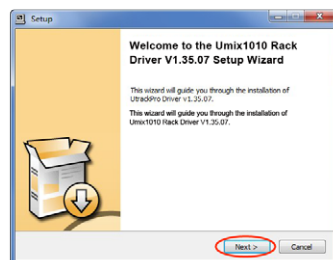 Setup
Welcome to the Umix1010 Rack
Driver V1.35.07 Setup Wizard
This wizard will guide you through the installation of
UtrackPro Driver v1.35.07.
This wizard will guide you through the installation of
Umix1010 Rack Driver V1.35.07.
Next >
Cancel